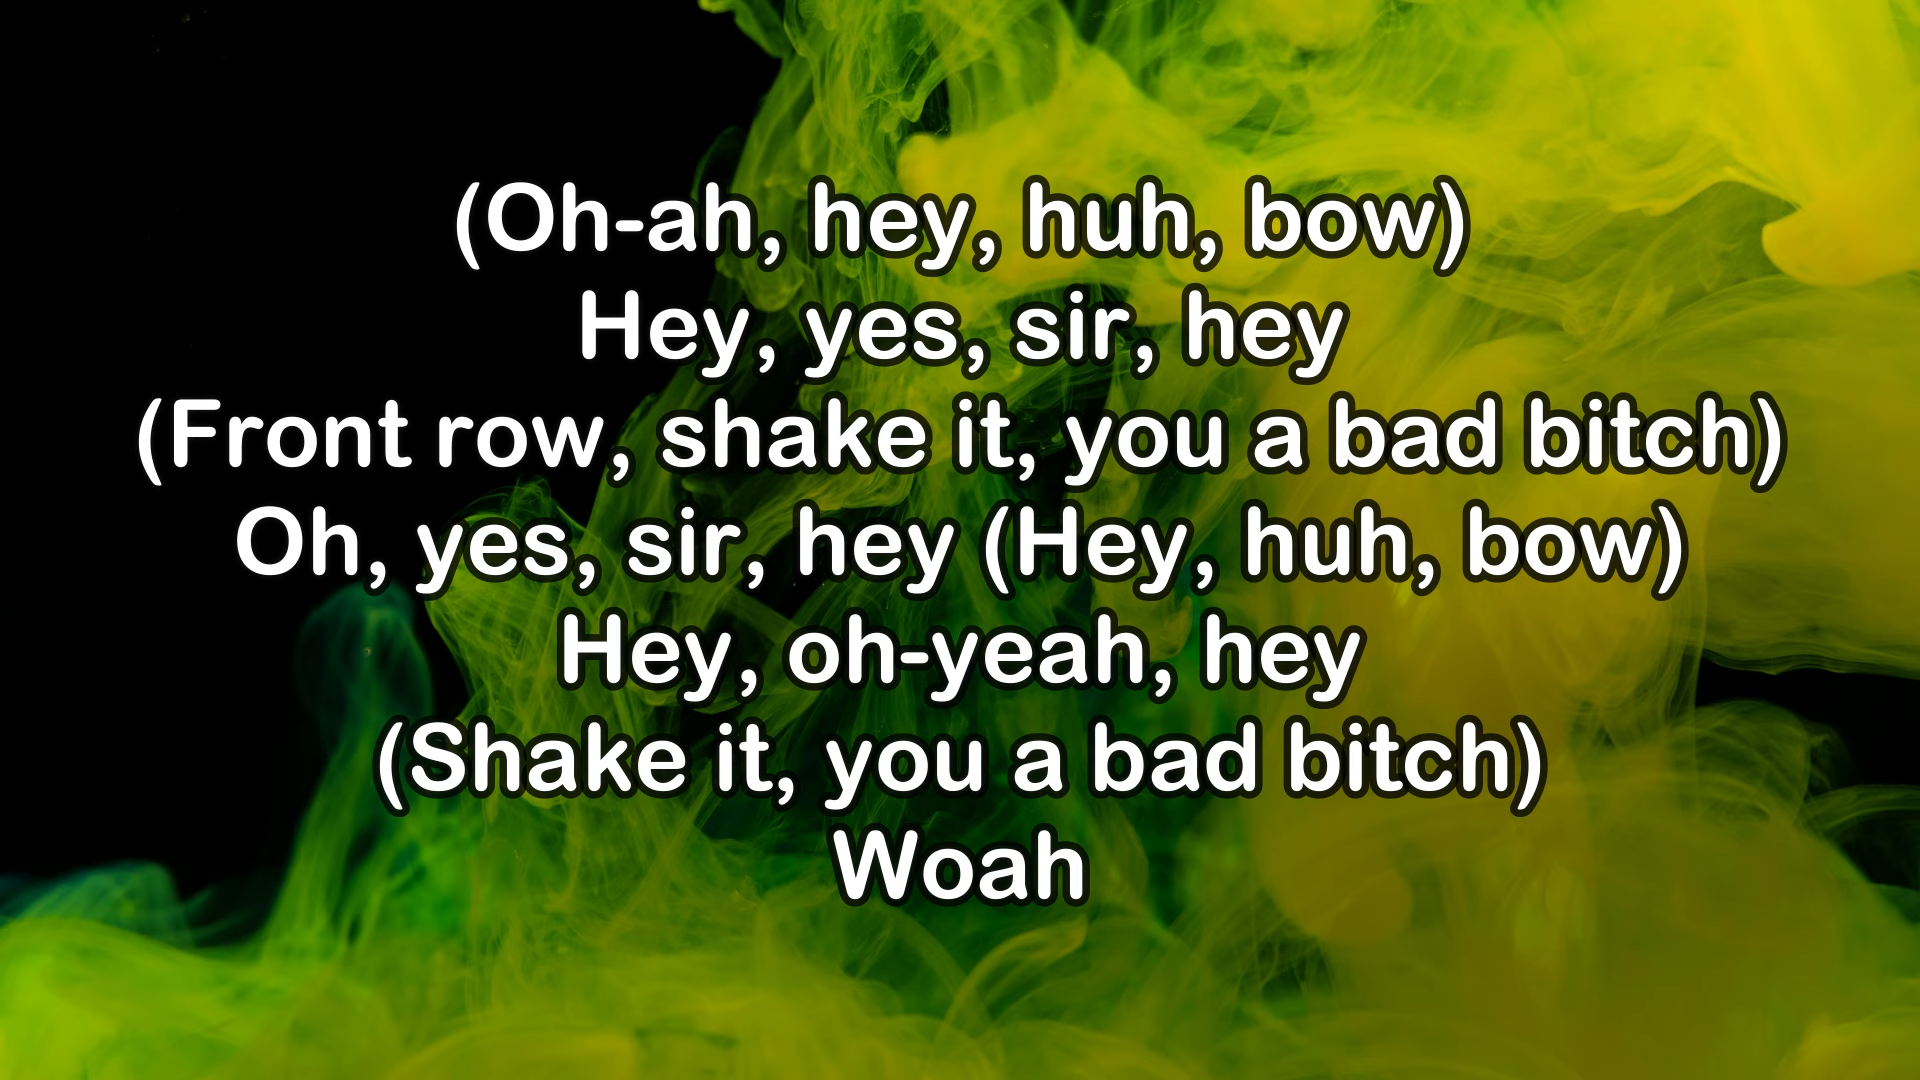 (Oh-ah, hey, huh, bow)
Hey, yes, sir, hey
(Front row, shake it, you a bad bitch)
Oh, yes, sir, hey (Hey, huh, bow)
Hey, oh-yeah, hey
(Shake it, you a bad bitch)
Woah